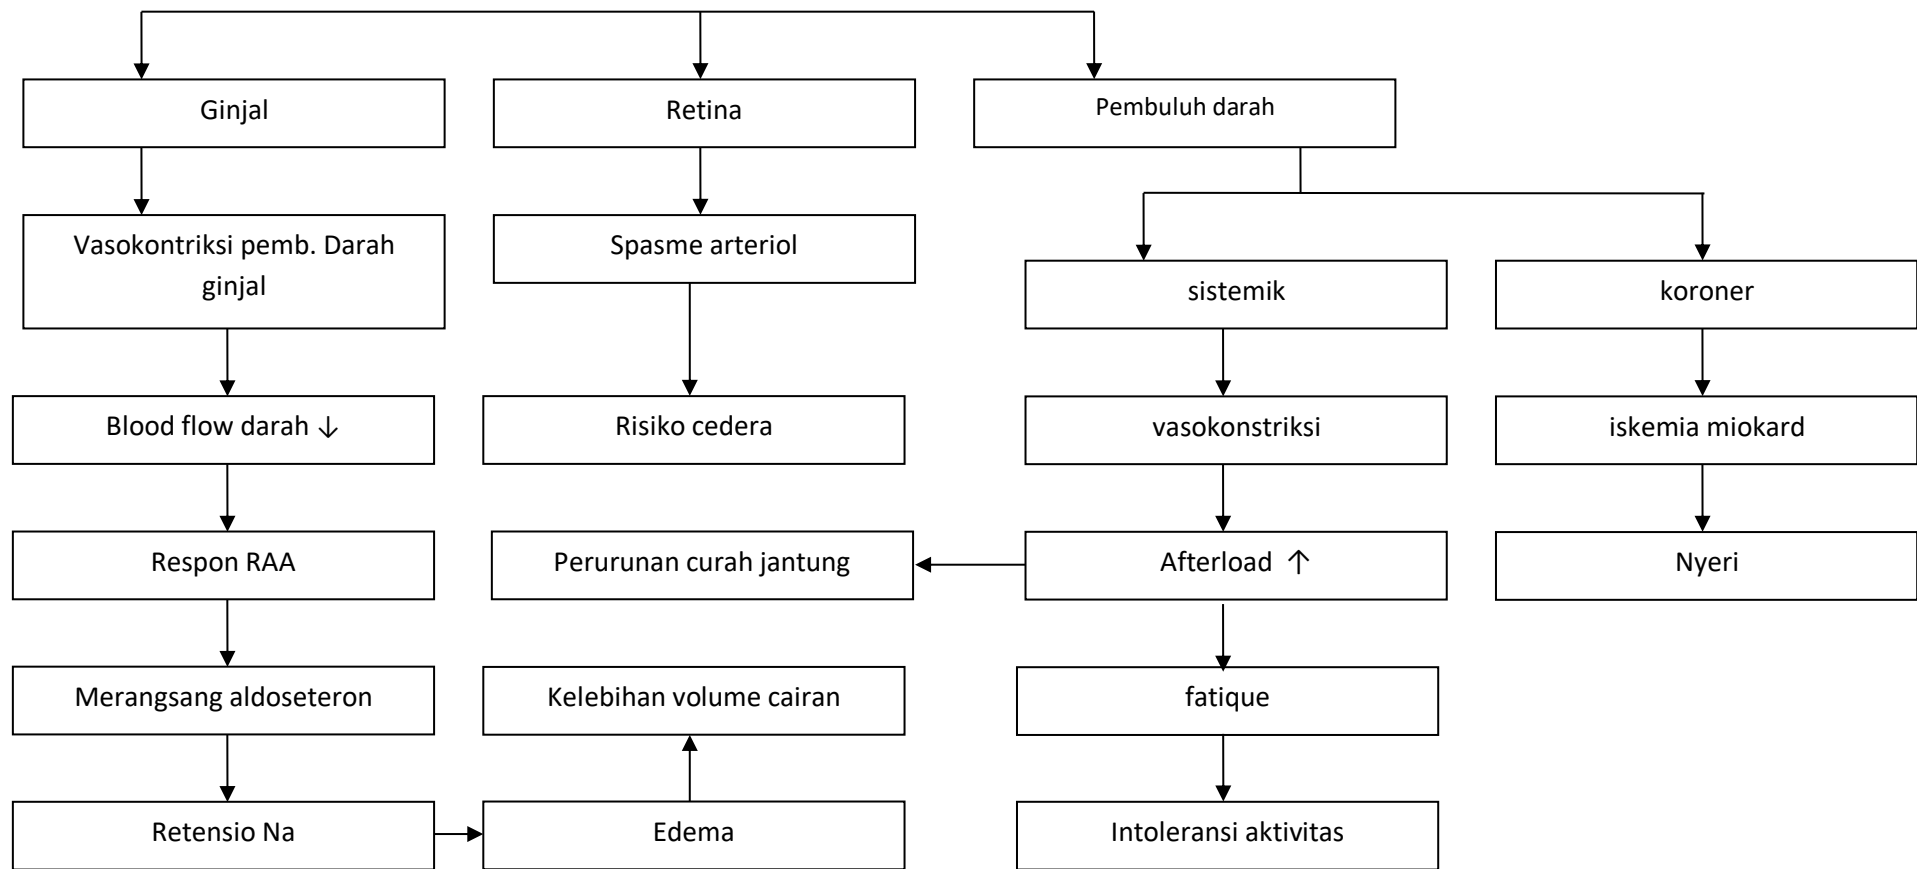 Ginjal
Retina
Pembuluh darah
Vasokontriksi pemb. Darah
ginjal
Spasme arteriol
sistemik
koroner
Blood flow darah ↓
Risiko cedera
vasokonstriksi
iskemia miokard
Respon RAA
Perurunan curah jantung
Afterload ↑
Nyeri
Merangsang aldoseteron
Kelebihan volume cairan
fatique
Retensio Na
Edema
Intoleransi aktivitas